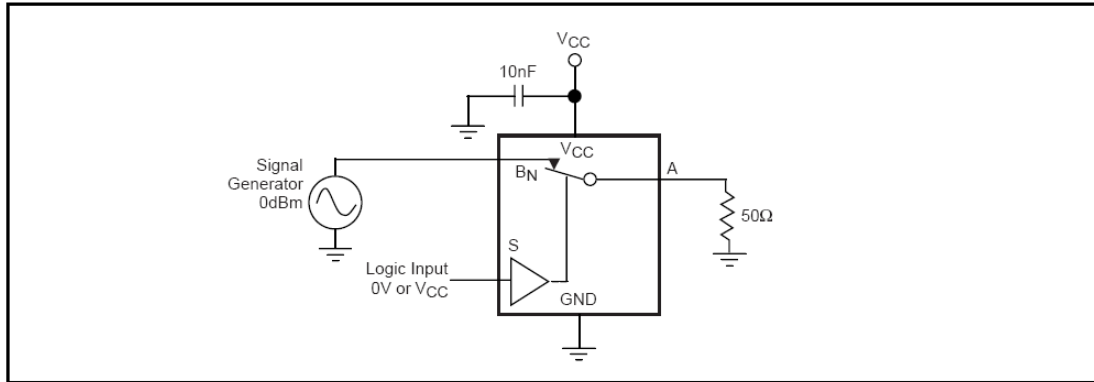 VCC
10nF
VCC
Signal
Generator
0dBm
BN
A
50Ω
S
Logic Input
0V or VCC
GND